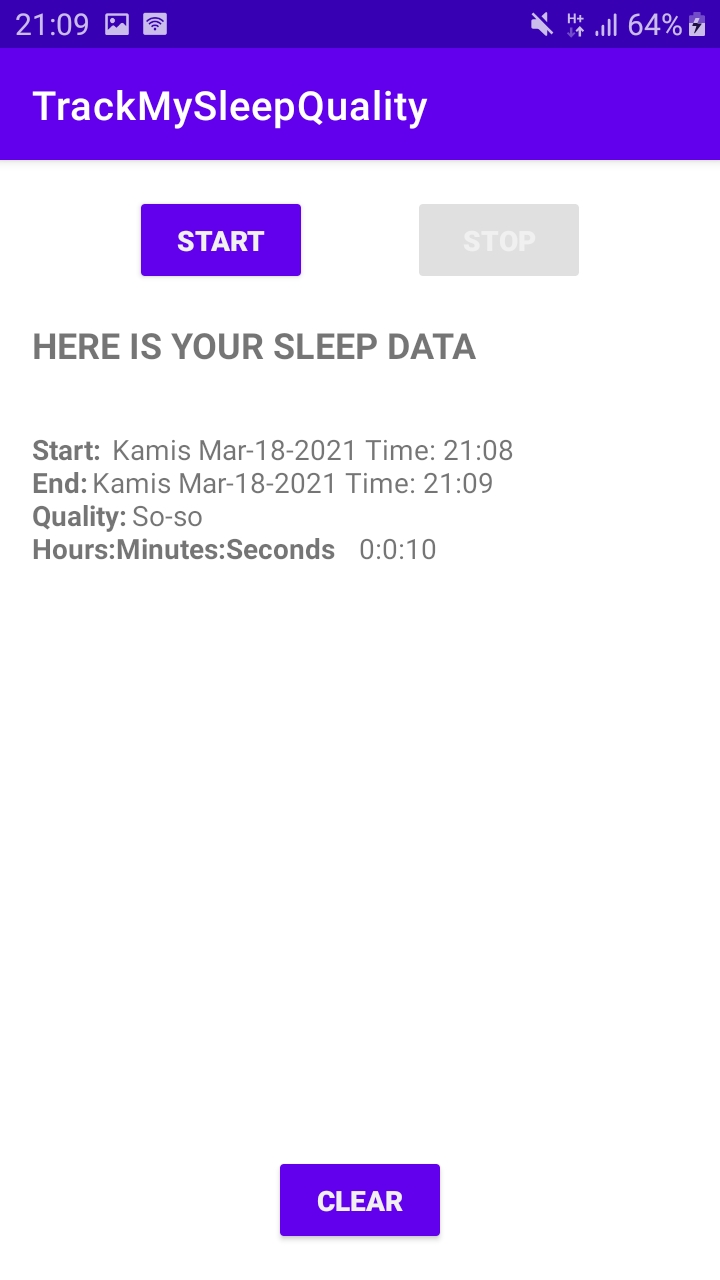 21:09 H+ 64%
TrackMySleepQuality
START STOP
HERE IS YOUR SLEEP DATA
Start: Kamis Mar-18-2021 Time: 21:08
End: Kamis Mar-18-2021 Time: 21:09
Quality: So-so
Hours:Minutes:Seconds 0:0:10
CLEAR